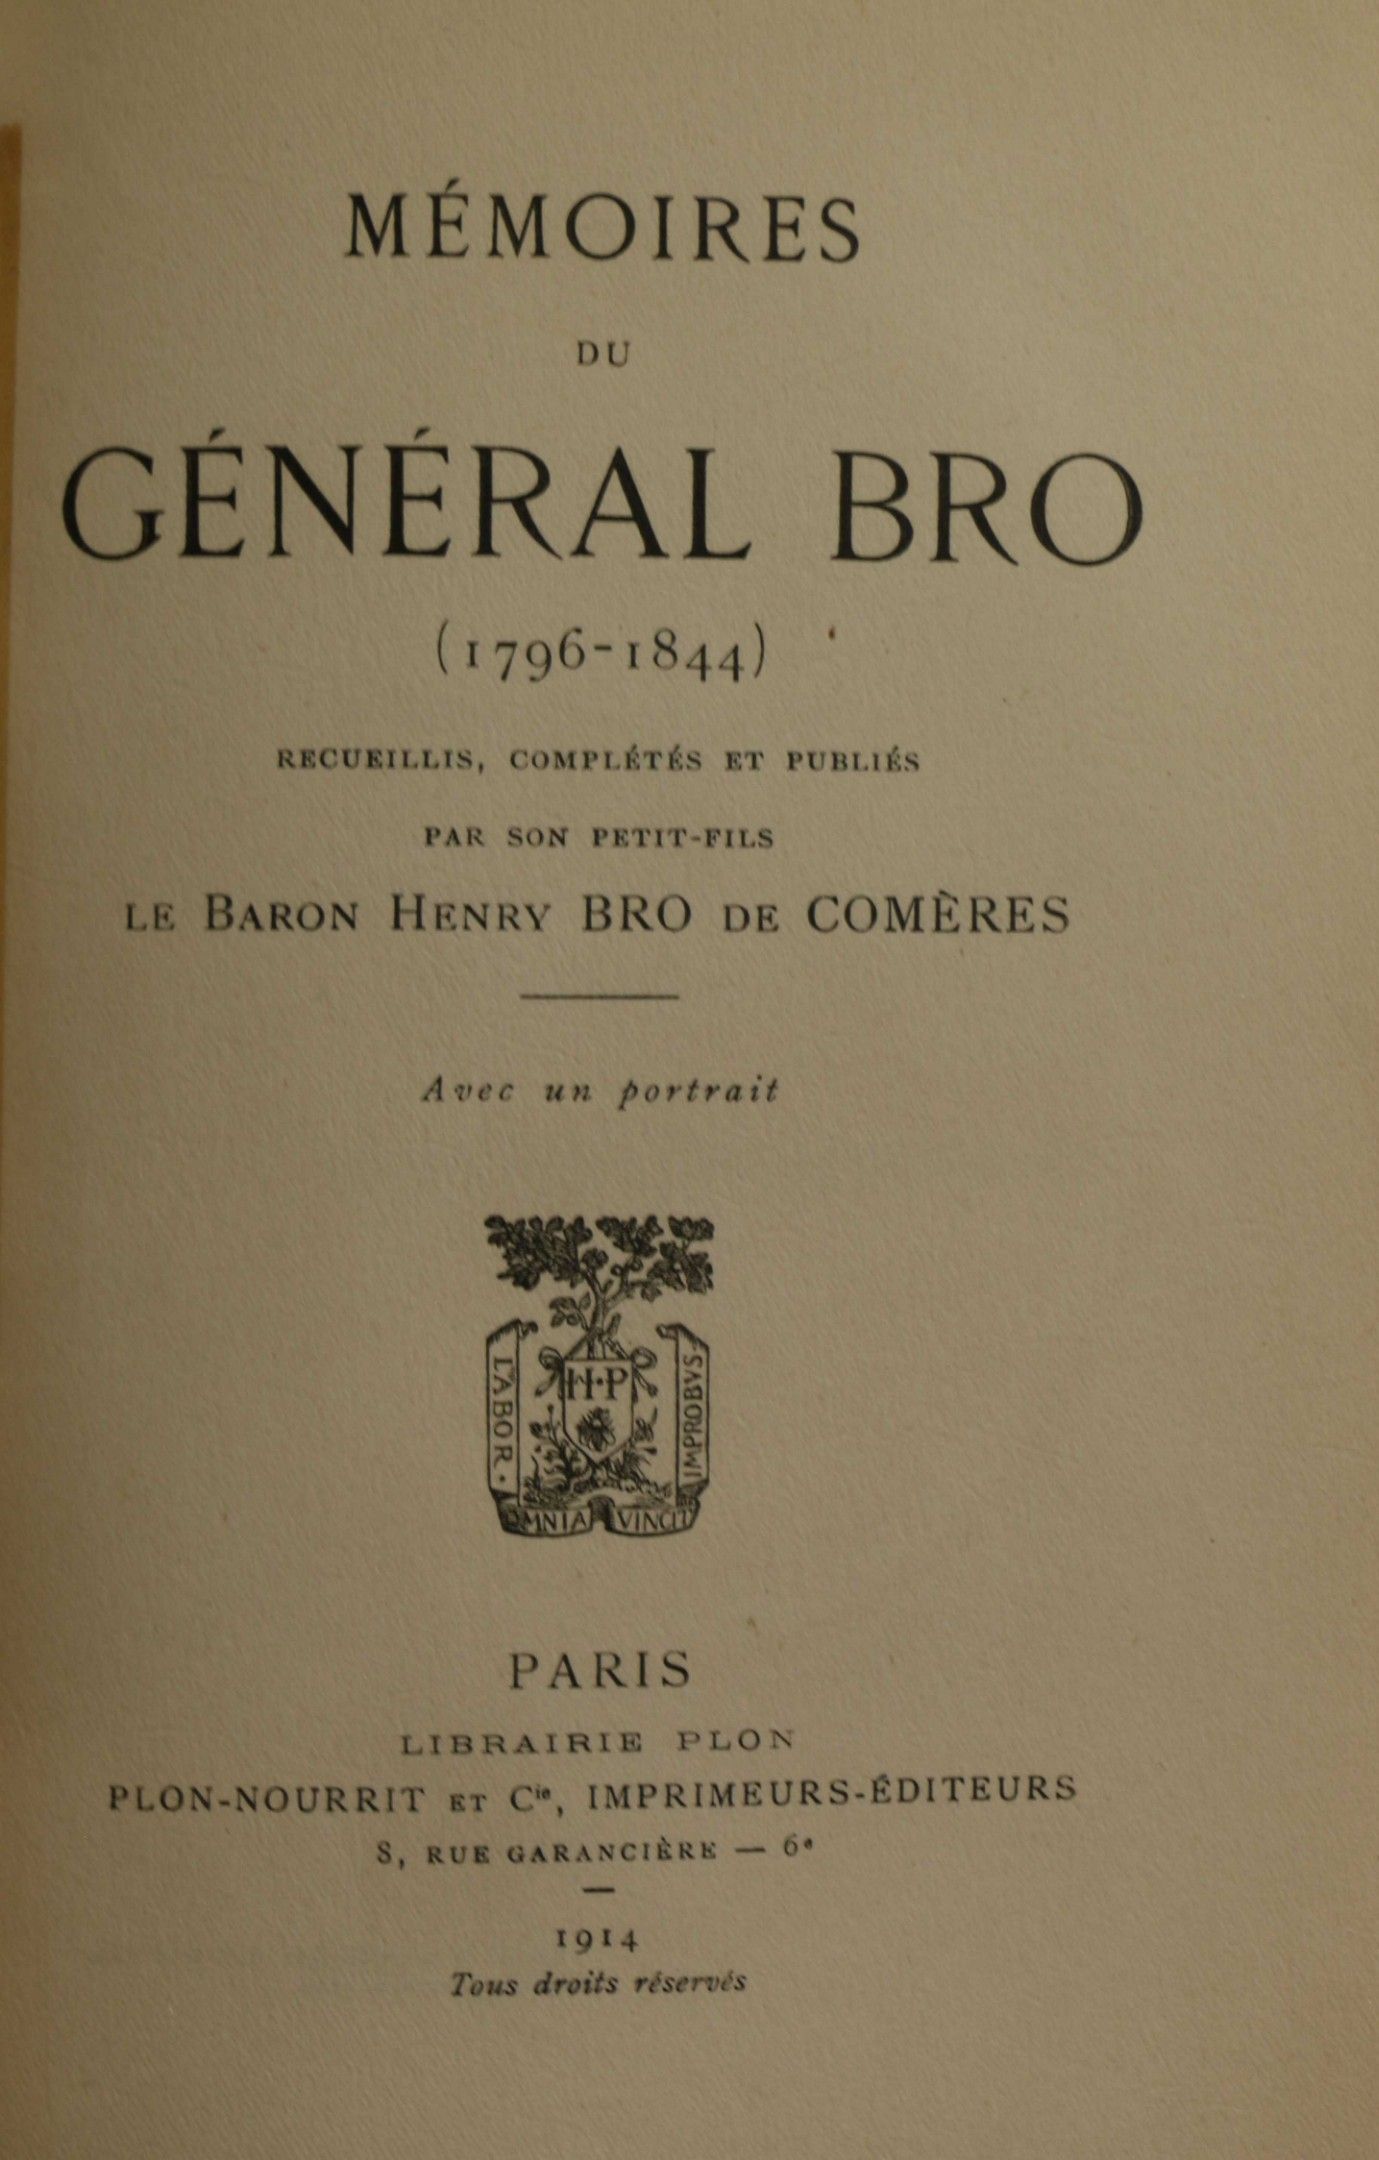 MÉMOIRES
DU
GÉNÉRAL BRO
(1796-1844)
RECUEILLIS, COMPLÉTÉS ET PUBLIÉS
PAR SON PETIT-FILS
LE BARON HENRY BRO DE COMÈRES
Avec un portrait
H·P
LABOR·
IMPROBVS
OMNIA VINCIT
PARIS
LIBRAIRIE PLON
PLON-NOURRIT ET Cie, IMPRIMEURS-ÉDITEURS
8, RUE GARANCIÈRE — 6e
1914
Tous droits réservés